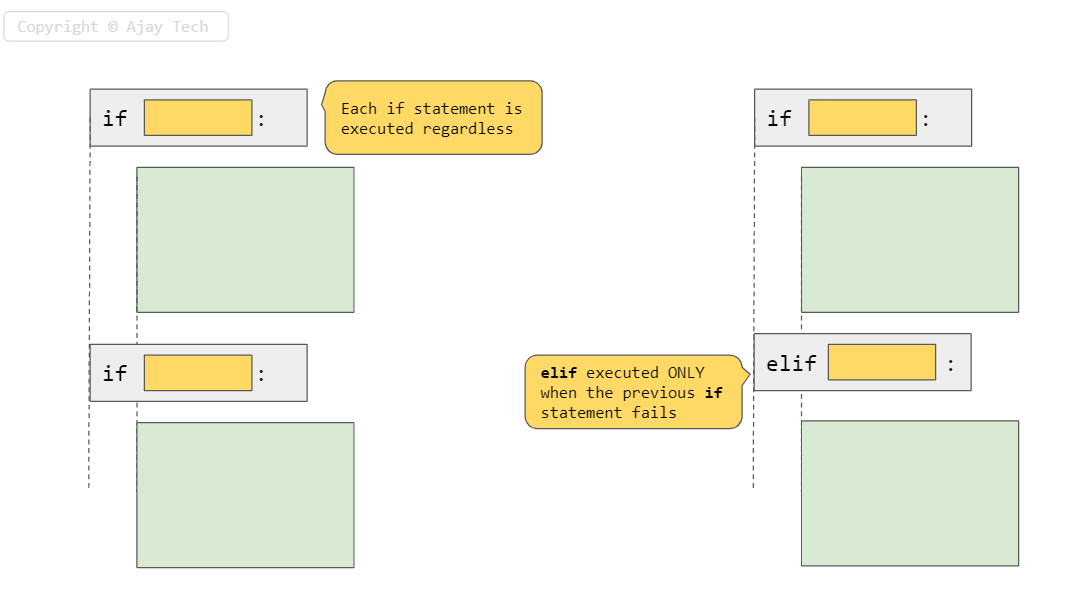 Copyright © Ajay Tech
if :
Each if statement is
executed regardless
if :
if :
elif :
elif executed ONLY
when the previous if
statement fails